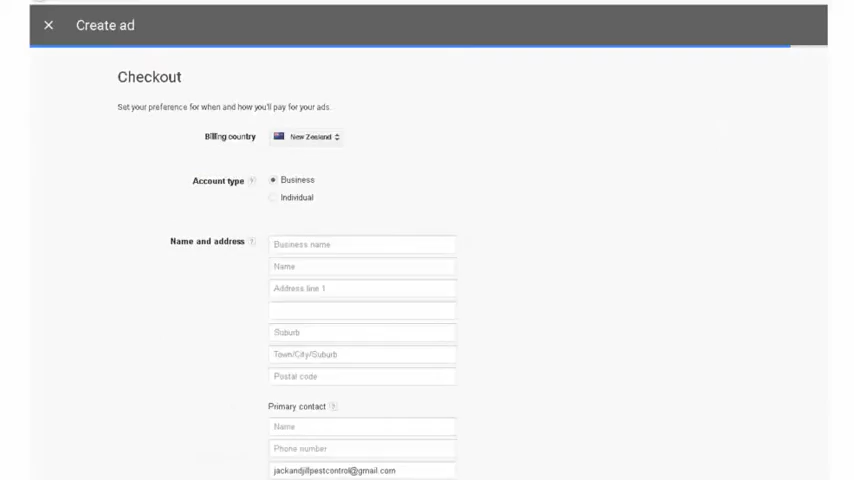 Create ad
Checkout
Set your preference for when and how you'll pay for your ads.
Billing country New Zealand
Account type ? Business
Individual
Name and address ? Business name
Name
Address line 1
Suburb
Town/City/Suburb
Postal code
Primary contact ?
Name
Phone number
jackandjillpestcontrol@gmail.com